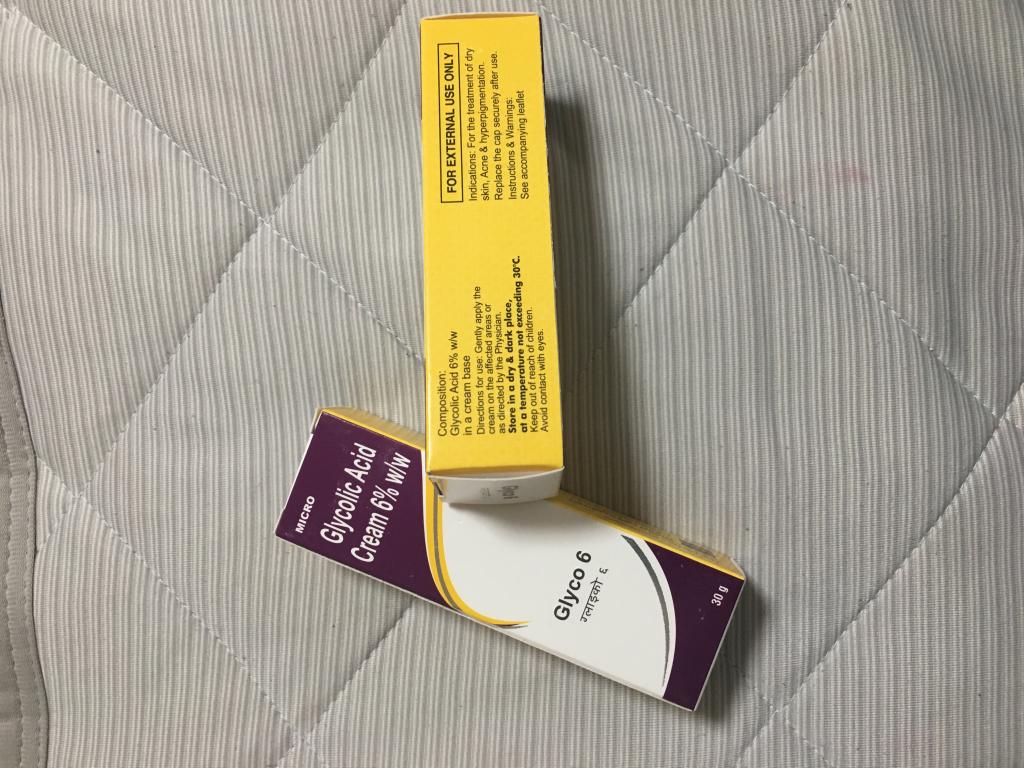 FOR EXTERNAL USE ONLY
Indications: For the treatment of dry
skin, Acne & hyperpigmentation.
Replace the cap securely after use.
Instructions & Warnings:
See accompanying leaflet
Composition:
Glycolic Acid 6% w/w
in a cream base
Directions for use: Gently apply the
cream on the affected areas or
as directed by the Physician.
Store in a dry & dark place,
at a temperature not exceeding 30°C.
Keep out of reach of children.
Avoid contact with eyes.
MICRO
Glycolic Acid
Cream 6% w/w
Glyco 6
ग्लाइको ६
30 g
Glyco 6